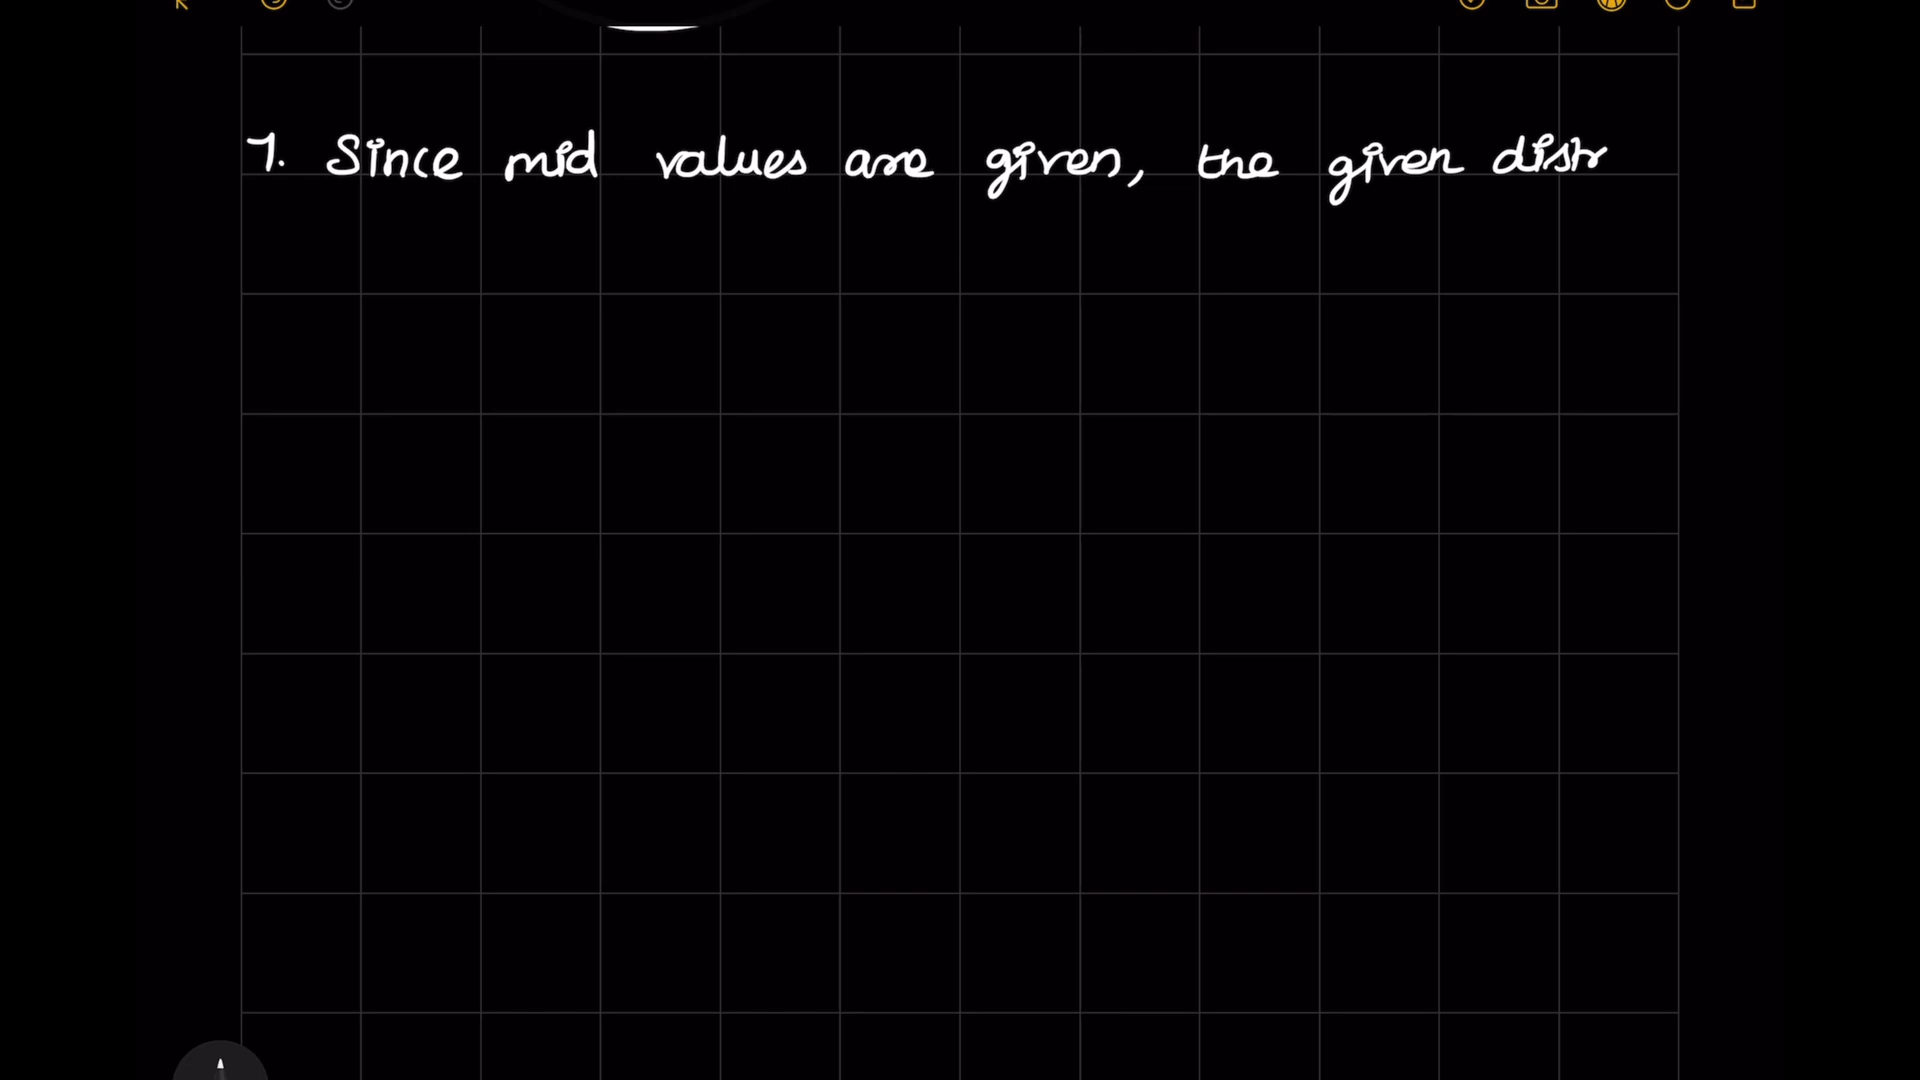 7. Since mid values are given, the given distr